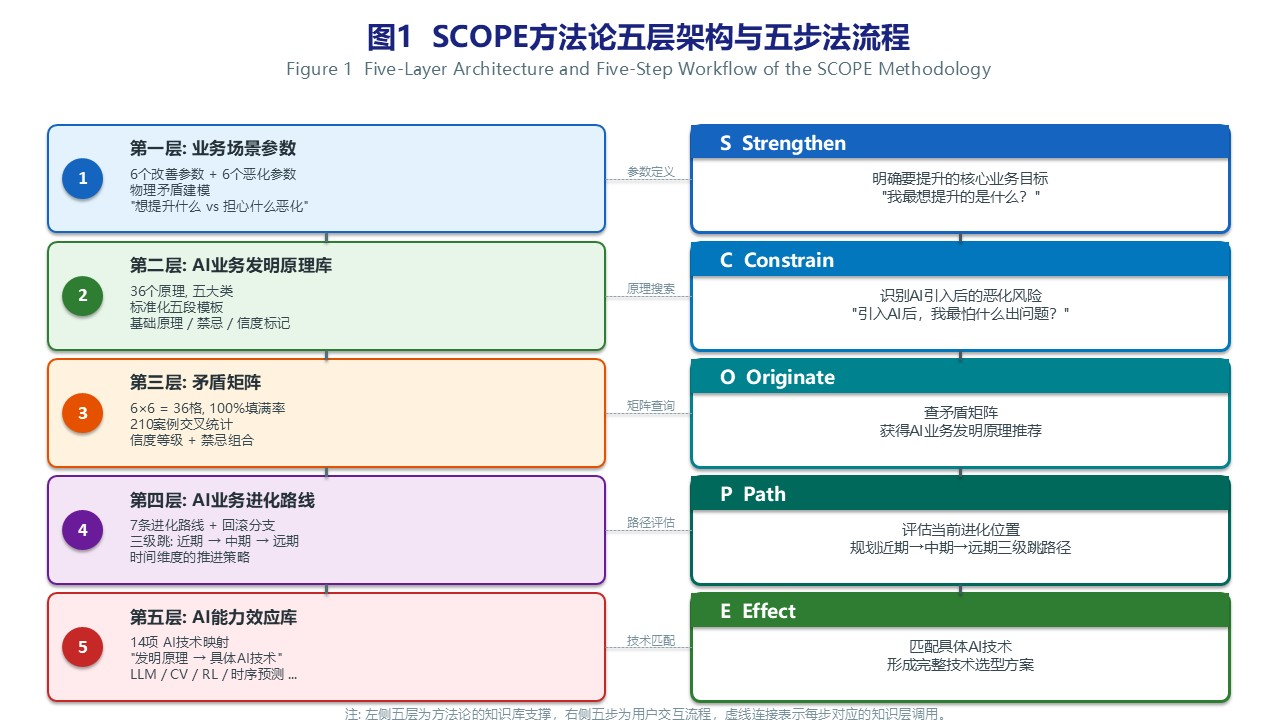 图1 SCOPE方法论五层架构与五步法流程
Figure 1 Five-Layer Architecture and Five-Step Workflow of the SCOPE Methodology
1
第一层: 业务场景参数
6个改善参数 + 6个恶化参数
物理矛盾建模
"想提升什么 vs 担心什么恶化"
参数定义
S Strengthen
明确要提升的核心业务目标
"我最想提升的是什么？"
2
第二层: AI业务发明原理库
36个原理, 五大类
标准化五段模板
基础原理 / 禁忌 / 信度标记
原理搜索
C Constrain
识别AI引入后的恶化风险
"引入AI后，我最怕什么出问题？"
3
第三层: 矛盾矩阵
6×6 = 36格, 100%填满率
210案例交叉统计
信度等级 + 禁忌组合
矩阵查询
O Originate
查矛盾矩阵
获得AI业务发明原理推荐
4
第四层: AI业务进化路线
7条进化路线 + 回滚分支
三级跳: 近期 → 中期 → 远期
时间维度的推进策略
路径评估
P Path
评估当前进化位置
规划近期→中期→远期三级跳路径
5
第五层: AI能力效应库
14项 AI技术映射
"发明原理 → 具体AI技术"
LLM / CV / RL / 时序预测 ...
技术匹配
E Effect
匹配具体AI技术
形成完整技术选型方案
注: 左侧五层为方法论的知识库支撑，右侧五步为用户交互流程，虚线连接表示每步对应的知识层调用。